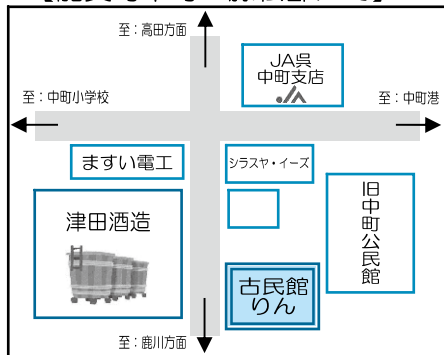 至：高田方面
JA呉
中町支店
至：中町小学校
至：中町港
ますい電工
シラスヤ・イーズ
津田酒造
旧中町公民館
古民館
りん
至：鹿川方面